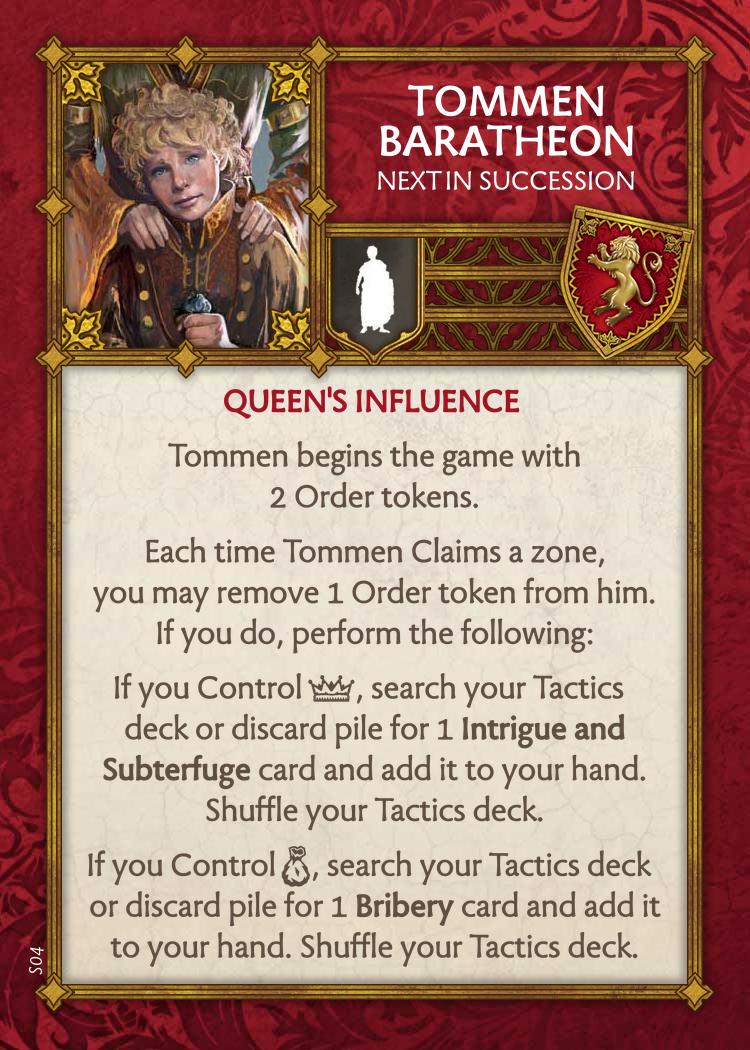 TOMMEN
BARATHEON
NEXT IN SUCCESSION
QUEEN'S INFLUENCE
Tommen begins the game with
2 Order tokens.
Each time Tommen Claims a zone,
you may remove 1 Order token from him.
If you do, perform the following:
If you Control , search your Tactics
deck or discard pile for 1 Intrigue and
Subterfuge card and add it to your hand.
Shuffle your Tactics deck.
If you Control , search your Tactics deck
or discard pile for 1 Bribery card and add it
to your hand. Shuffle your Tactics deck.
S04